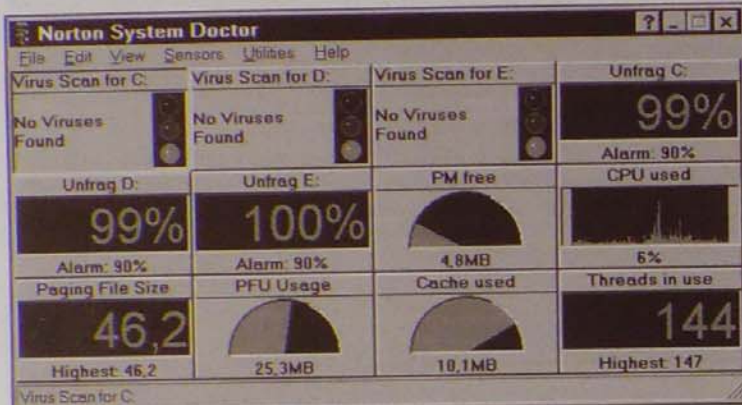 Norton System Doctor
File Edit View Sensors Utilities Help
Virus Scan for C:
No Viruses
Found
Virus Scan for D:
No Viruses
Found
Virus Scan for E:
No Viruses
Found
Unfrag C:
99%
Alarm: 90%
Unfrag D:
99%
Alarm: 90%
Unfrag E:
100%
Alarm: 90%
PM free
4,8MB
CPU used
6%
Paging File Size
46,2
Highest: 46,2
PFU Usage
25,3MB
Cache used
10,1MB
Threads in use
144
Highest: 147
Virus Scan for C: